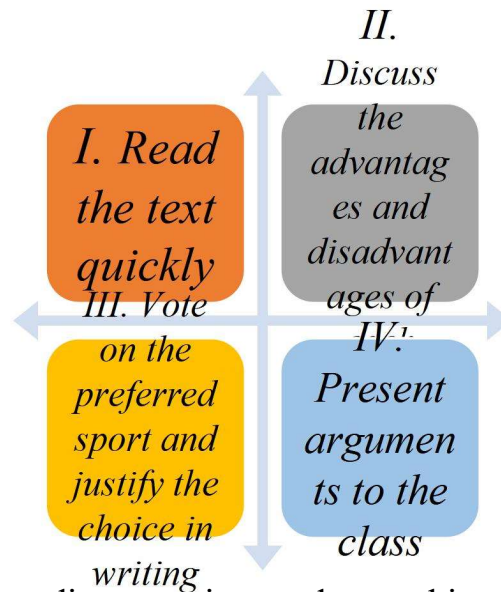 I. Read
the text
quickly
II.
Discuss
the
advantag
es and
disadvant
ages of
III. Vote
on the
preferred
sport and
justify the
choice in
writing
IV.
Present
argumen
ts to the
class